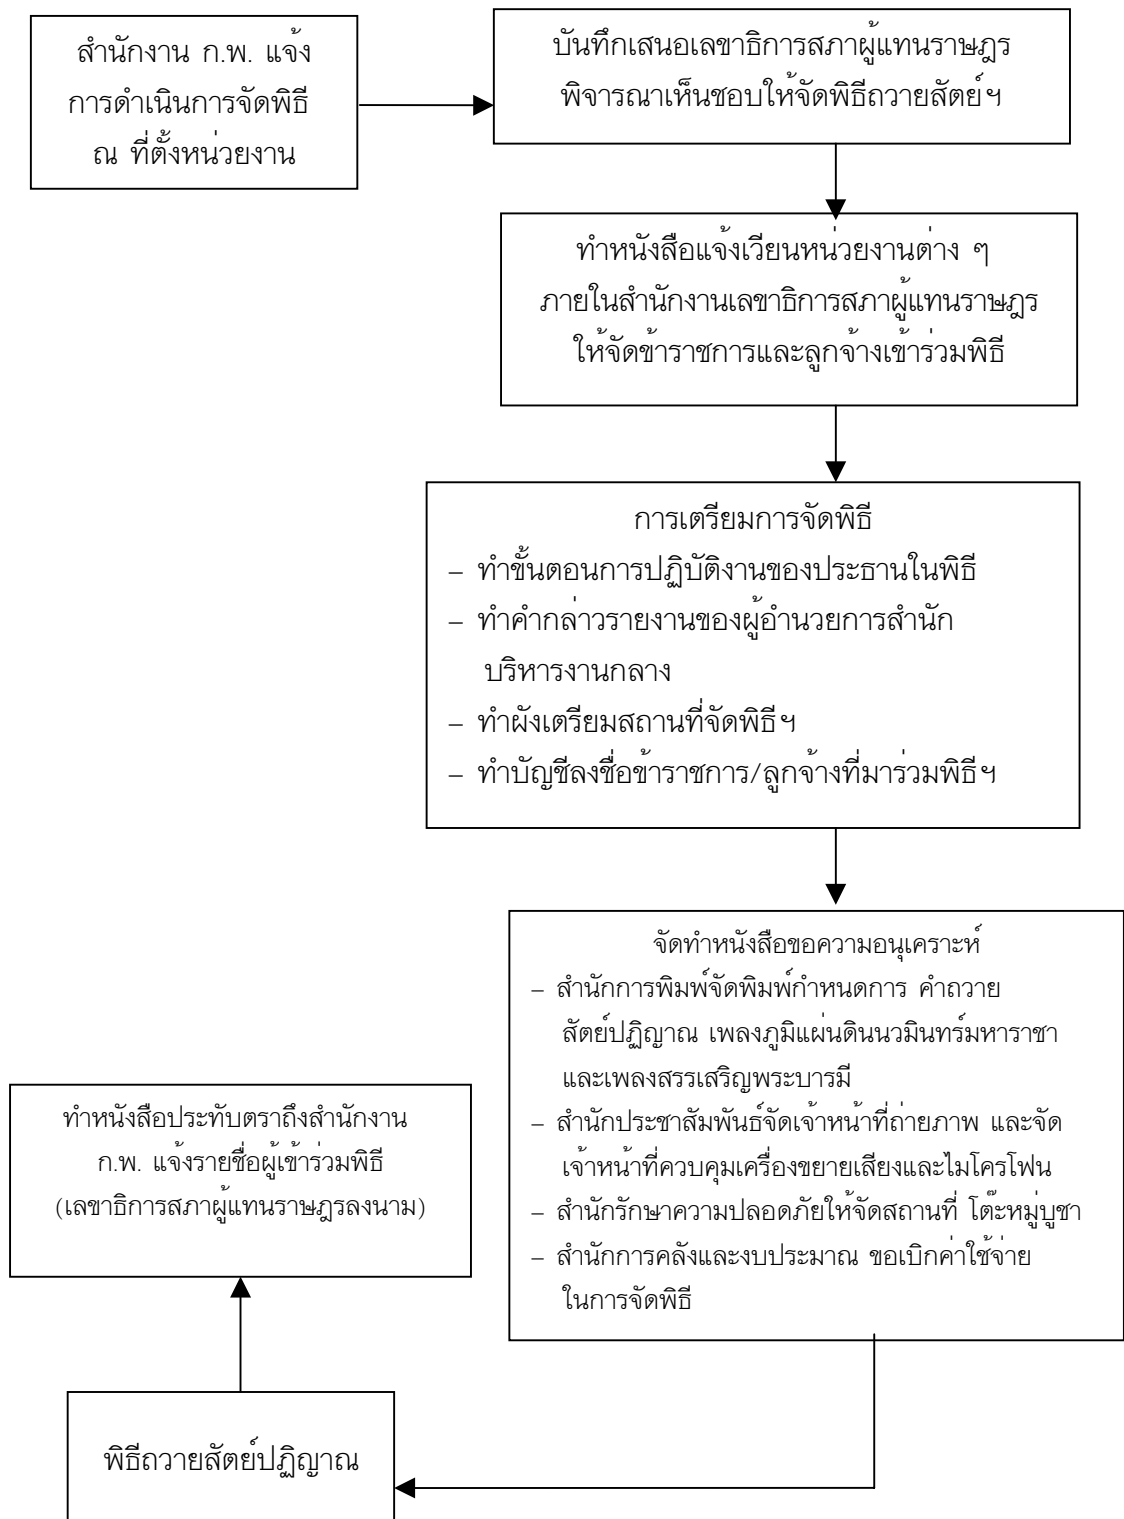 สำนักงาน ก.พ. แจ้ง
การดำเนินการจัดพิธี
ณ ที่ตั้งหน่วยงาน
บันทึกเสนอเลขาธิการสภาผู้แทนราษฎร
พิจารณาเห็นชอบให้จัดพิธีถวายสัตย์ฯ
ทำหนังสือแจ้งเวียนหน่วยงานต่าง ๆ
ภายในสำนักงานเลขาธิการสภาผู้แทนราษฎร
ให้จัดข้าราชการและลูกจ้างเข้าร่วมพิธี
การเตรียมการจัดพิธี
– ทำขั้นตอนการปฏิบัติงานของประธานในพิธี
– ทำคำกล่าวรายงานของผู้อำนวยการสำนัก
บริหารงานกลาง
– ทำผังเตรียมสถานที่จัดพิธีฯ
– ทำบัญชีลงชื่อข้าราชการ/ลูกจ้างที่มาร่วมพิธีฯ
จัดทำหนังสือขอความอนุเคราะห์
– สำนักการพิมพ์จัดพิมพ์กำหนดการ คำถวาย
สัตย์ปฏิญาณ เพลงภูมิแผ่นดินนวมินทร์มหาราชา
และเพลงสรรเสริญพระบารมี
– สำนักประชาสัมพันธ์จัดเจ้าหน้าที่ถ่ายภาพ และจัด
เจ้าหน้าที่ควบคุมเครื่องขยายเสียงและไมโครโฟน
– สำนักรักษาความปลอดภัยให้จัดสถานที่ โต๊ะหมู่บูชา
– สำนักการคลังและงบประมาณ ขอเบิกค่าใช้จ่าย
ในการจัดพิธี
พิธีถวายสัตย์ปฏิญาณ
ทำหนังสือประทับตราถึงสำนักงาน
ก.พ. แจ้งรายชื่อผู้เข้าร่วมพิธี
(เลขาธิการสภาผู้แทนราษฎรลงนาม)